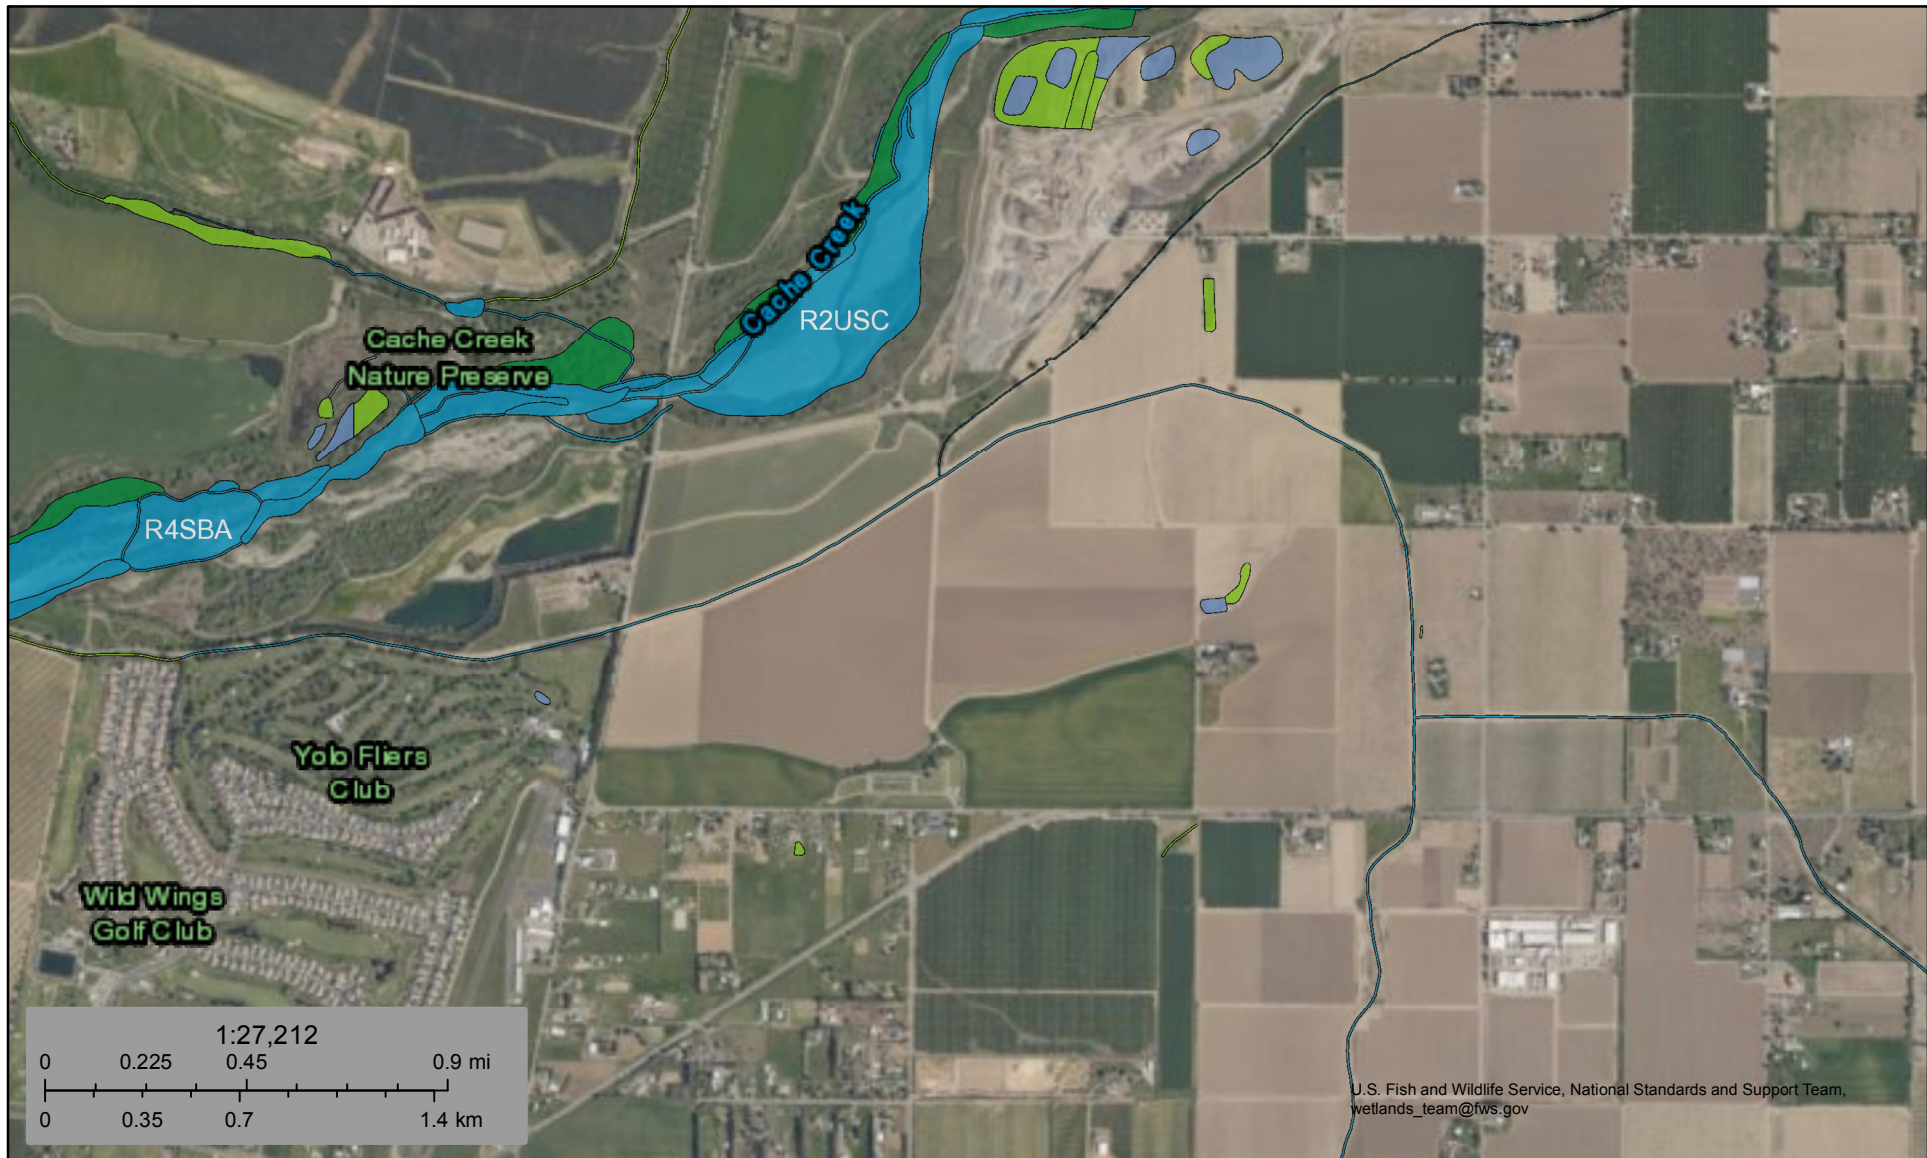 Cache Creek
R2USC
Cache Creek
Nature Preserve
R4SBA
Yolo Fliers
Club
Wild Wings
Golf Club
1:27,212
0 0.225 0.45 0.9 mi
0 0.35 0.7 1.4 km
U.S. Fish and Wildlife Service, National Standards and Support Team,
wetlands_team@fws.gov